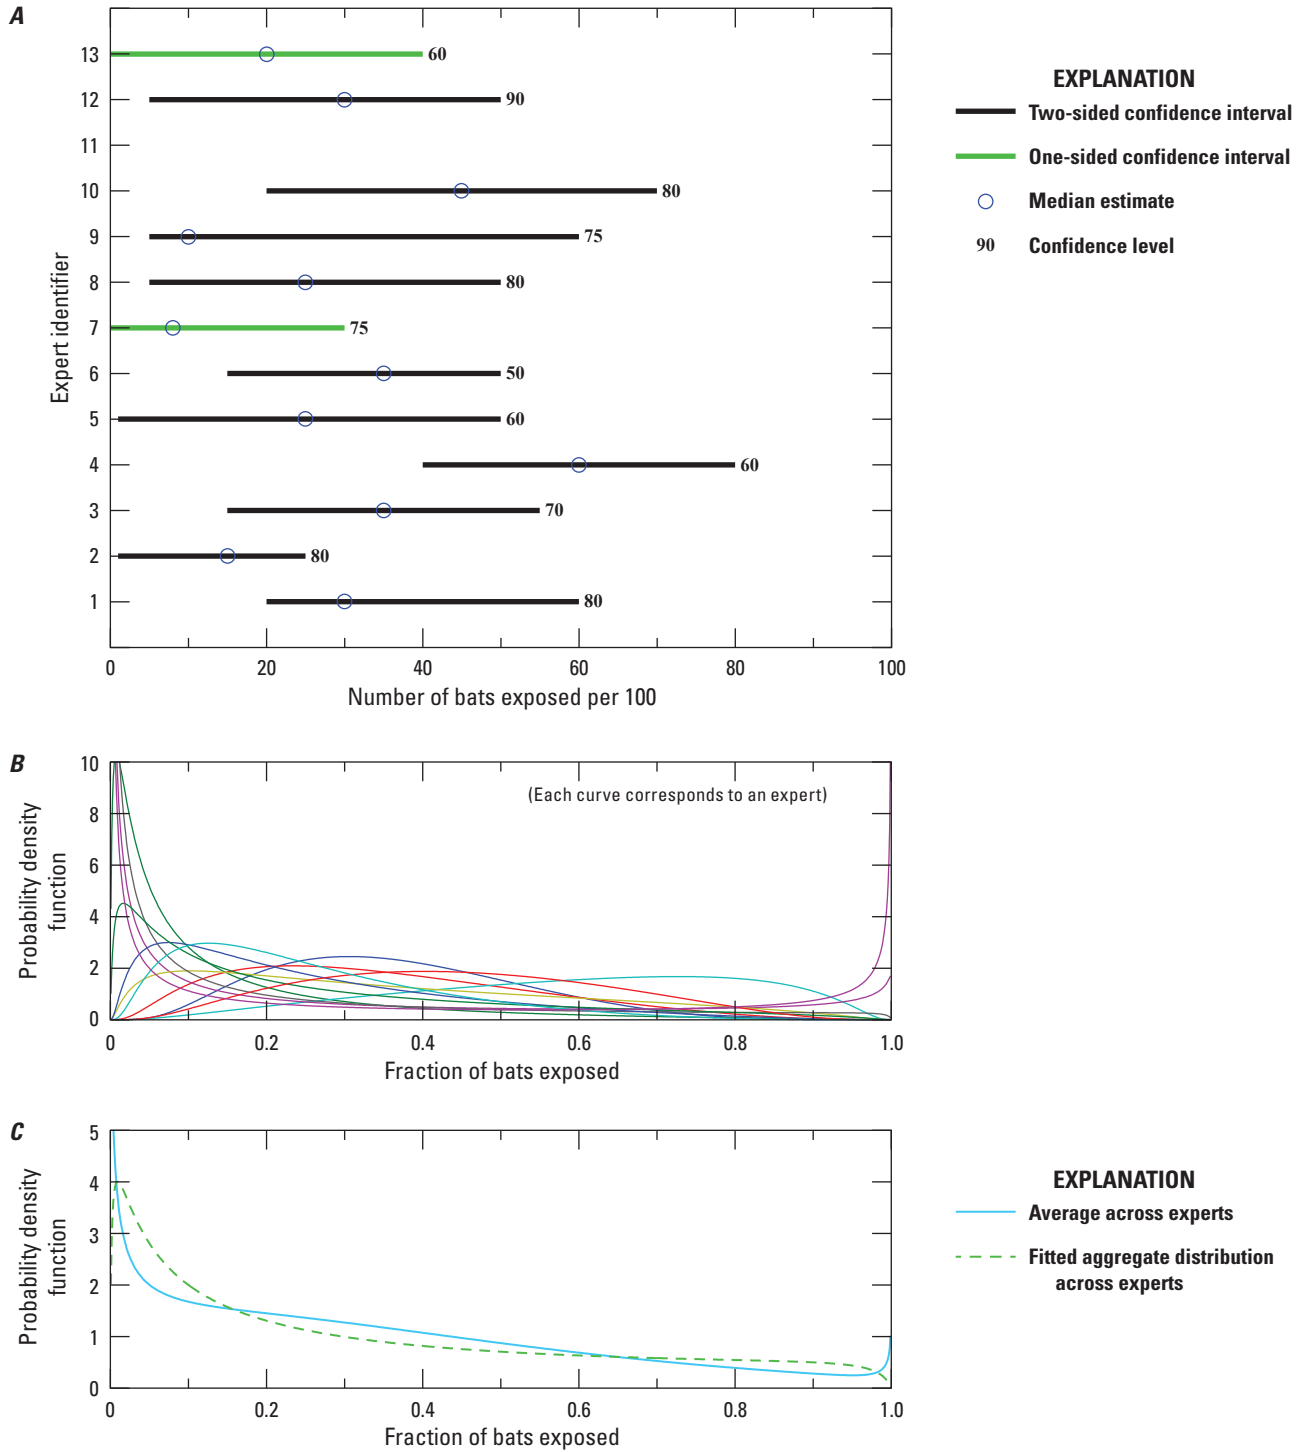 A
13
60
12
90
11
10
80
9
75
8
80
7
75
6
50
5
60
4
60
3
70
2
80
1
80
Expert identifier
0 20 40 60 80 100
Number of bats exposed per 100
EXPLANATION
Two-sided confidence interval
One-sided confidence interval
Median estimate
90 Confidence level
B
10
8
6
4
2
0
Probability density
function
(Each curve corresponds to an expert)
0 0.2 0.4 0.6 0.8 1.0
Fraction of bats exposed
C
5
4
3
2
1
0
Probability density
function
0 0.2 0.4 0.6 0.8 1.0
Fraction of bats exposed
EXPLANATION
Average across experts
Fitted aggregate distribution
across experts